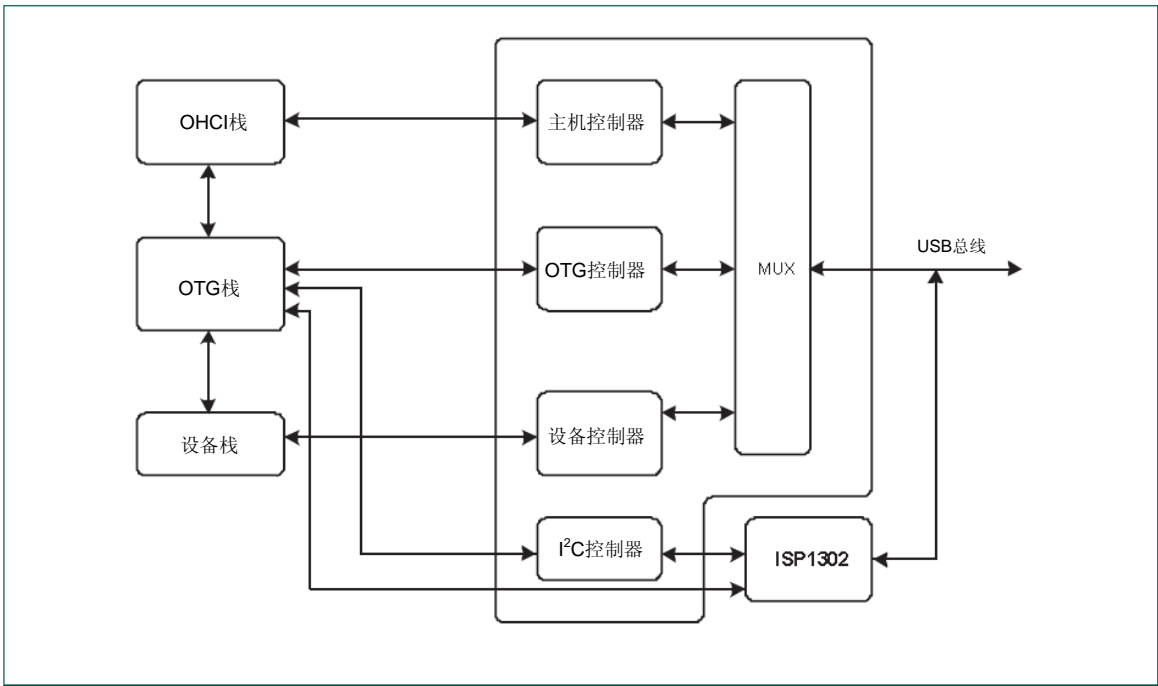 OHCI栈
主机控制器
USB总线
OTG栈
OTG控制器
MUX
设备栈
设备控制器
I²C控制器
ISP1302